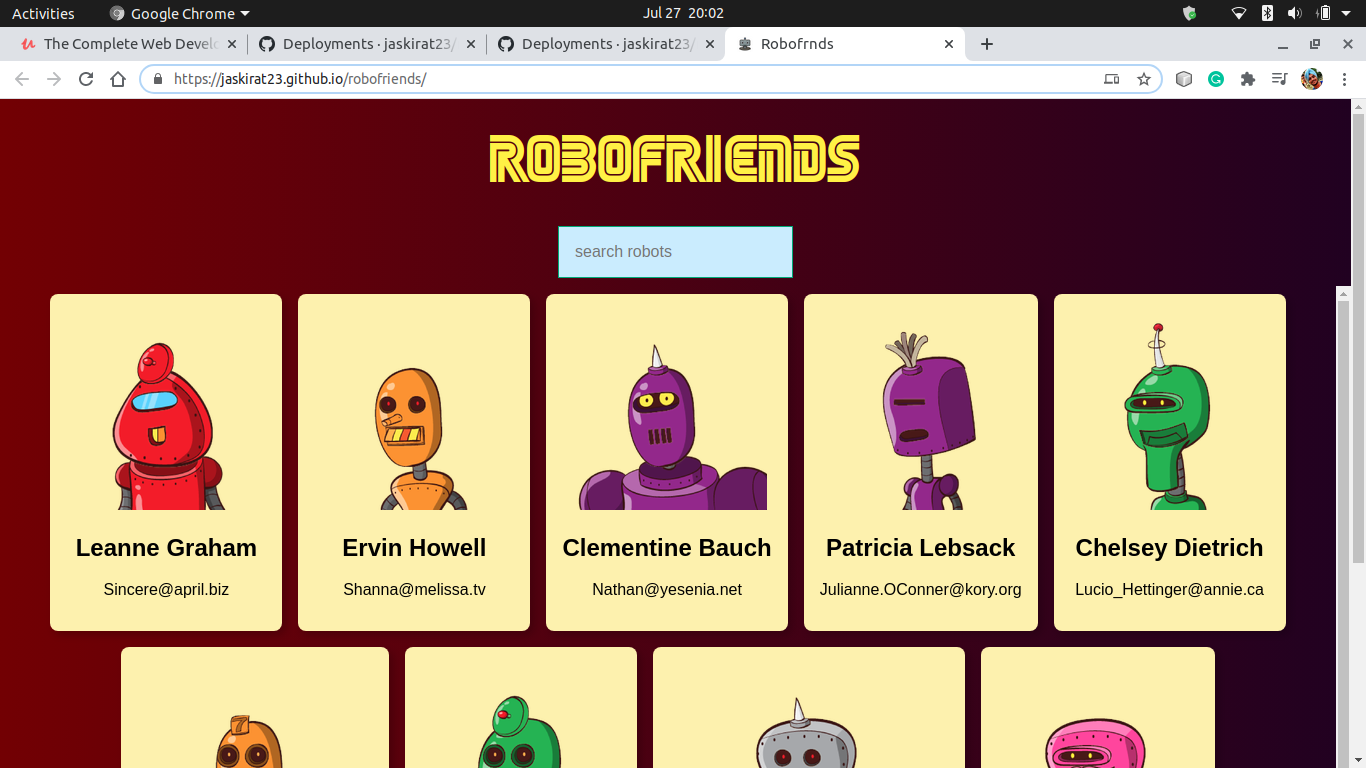 Activities
Google Chrome
Jul 27 20:02
The Complete Web Develo
Deployments · jaskirat23/
Deployments · jaskirat23/
Robofrnds
https://jaskirat23.github.io/robofriends/
ROBOFRIENDS
search robots
Leanne Graham
Ervin Howell
Clementine Bauch
Patricia Lebsack
Chelsey Dietrich
Sincere@april.biz
Shanna@melissa.tv
Nathan@yesenia.net
Julianne.OConner@kory.org
Lucio_Hettinger@annie.ca
7